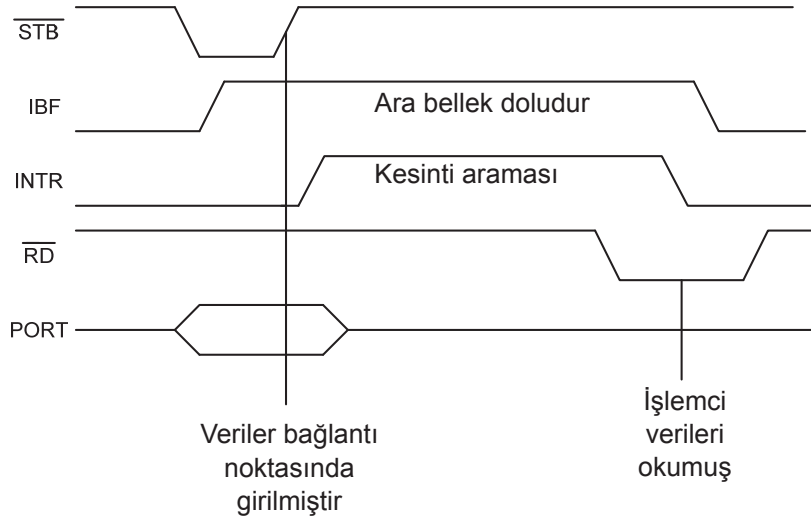 STB
IBF
Ara bellek doludur
INTR
Kesinti araması
RD
PORT
Veriler bağlantı
noktasında
girilmiştir
İşlemci
verileri
okumuş